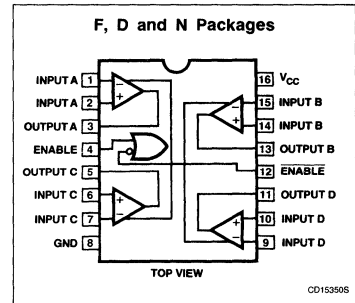 F, D and N Packages
INPUT A 1
INPUT A 2
OUTPUT A 3
ENABLE 4
OUTPUT C 5
INPUT C 6
INPUT C 7
GND 8
16 VCC
15 INPUT B
14 INPUT B
13 OUTPUT B
12 ENABLE
11 OUTPUT D
10 INPUT D
9 INPUT D
− +
+ −
− +
+ −
TOP VIEW
CD15350S